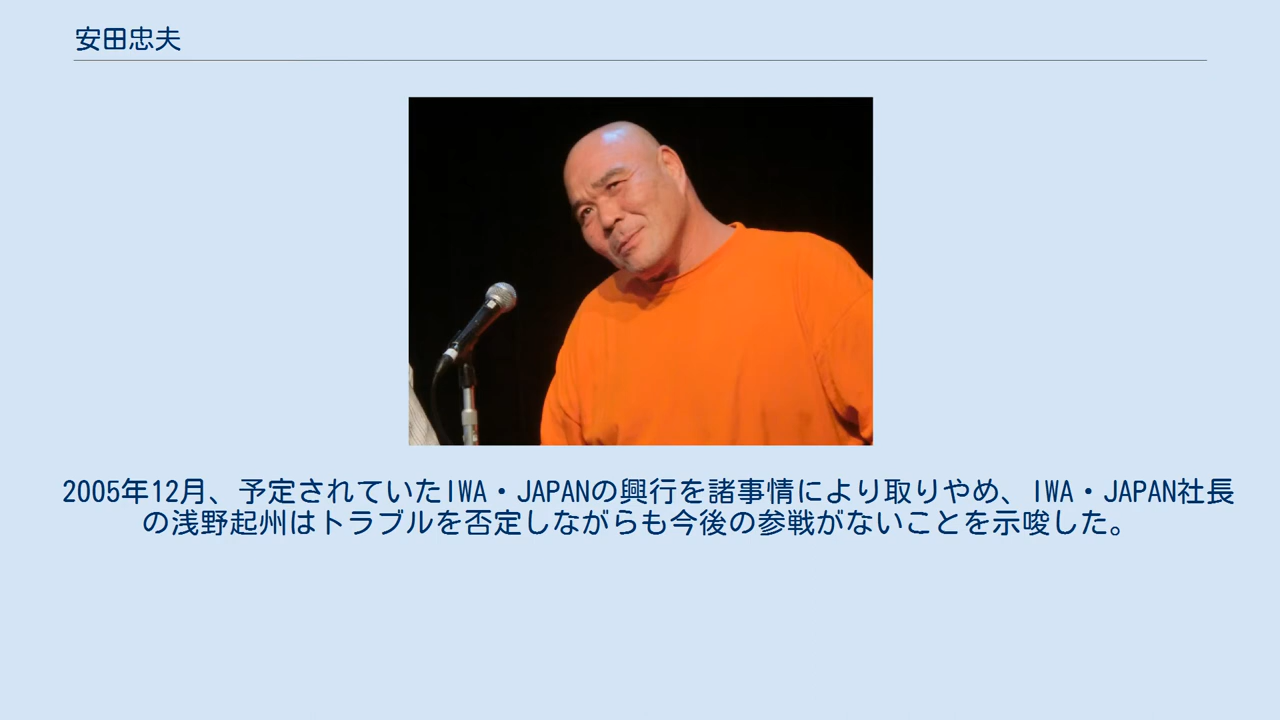 安田忠夫
2005年12月、予定されていたIWA・JAPANの興行を諸事情により取りやめ、IWA・JAPAN社長
の浅野起州はトラブルを否定しながらも今後の参戦がないことを示唆した。